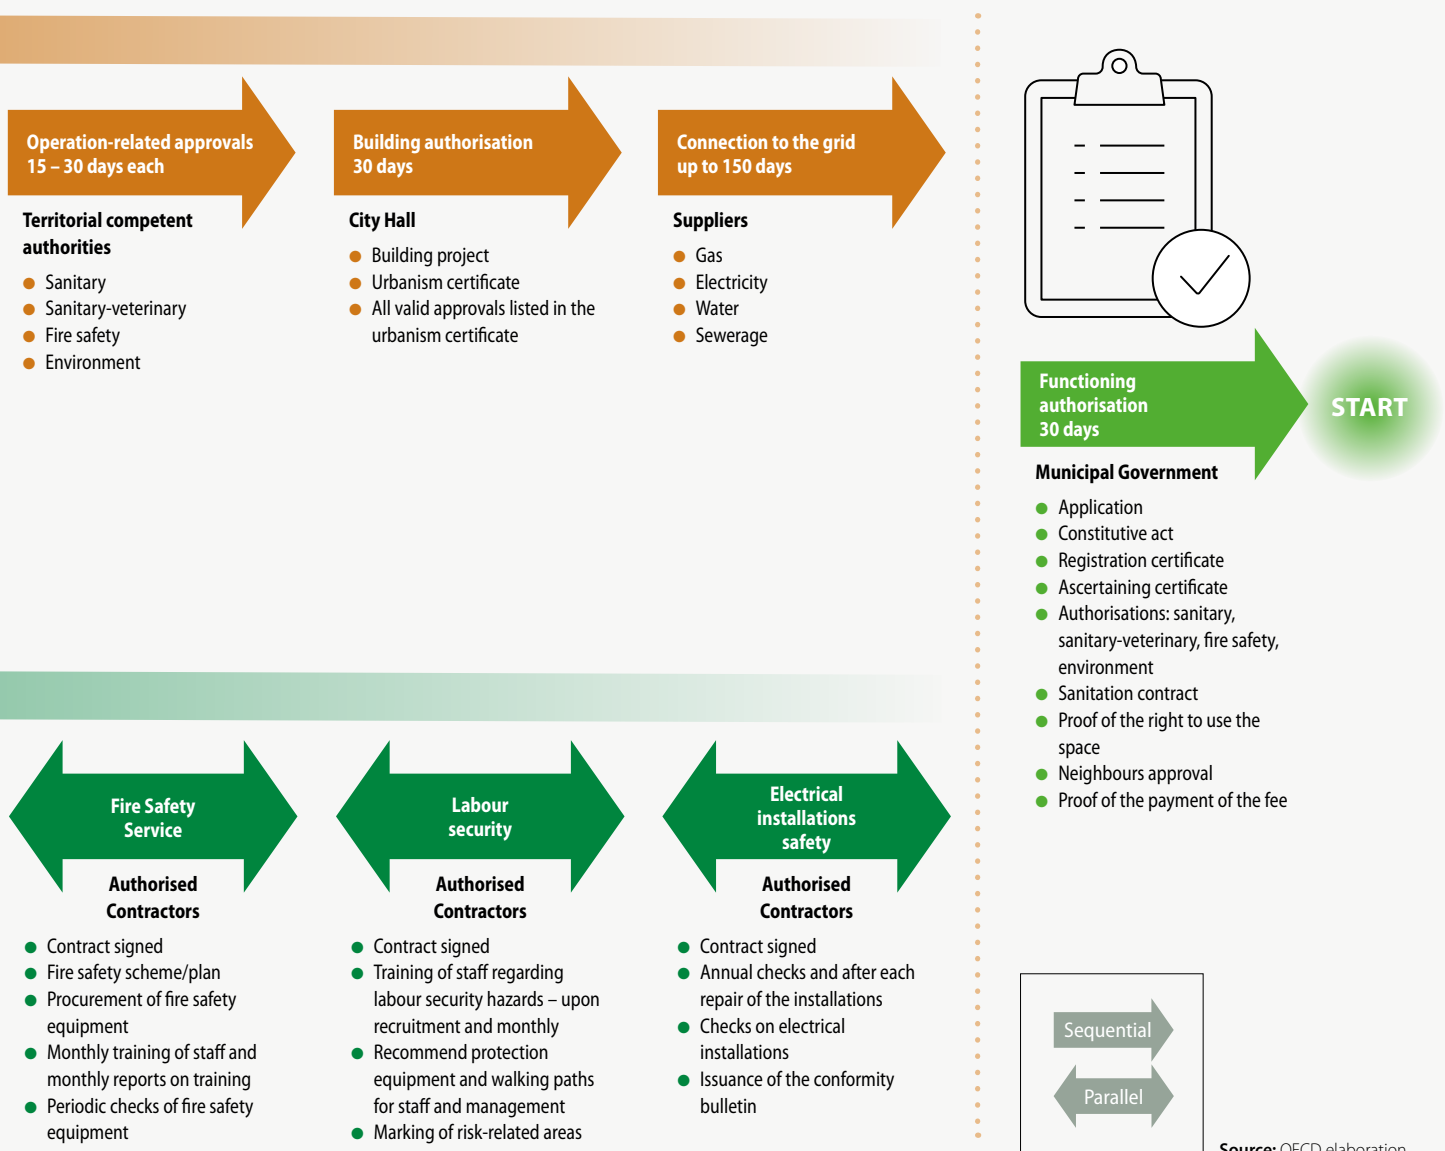 Operation-related approvals
15 – 30 days each
Territorial competent
authorities
Sanitary
Sanitary-veterinary
Fire safety
Environment
Building authorisation
30 days
City Hall
Building project
Urbanism certificate
All valid approvals listed in the
urbanism certificate
Connection to the grid
up to 150 days
Suppliers
Gas
Electricity
Water
Sewerage
Functioning
authorisation
30 days
START
Municipal Government
Application
Constitutive act
Registration certificate
Ascertaining certificate
Authorisations: sanitary,
sanitary-veterinary, fire safety,
environment
Sanitation contract
Proof of the right to use the
space
Neighbours approval
Proof of the payment of the fee
Fire Safety
Service
Authorised
Contractors
Contract signed
Fire safety scheme/plan
Procurement of fire safety
equipment
Monthly training of staff and
monthly reports on training
Periodic checks of fire safety
equipment
Labour
security
Authorised
Contractors
Contract signed
Training of staff regarding
labour security hazards – upon
recruitment and monthly
Recommend protection
equipment and walking paths
for staff and management
Marking of risk-related areas
Electrical
installations
safety
Authorised
Contractors
Contract signed
Annual checks and after each
repair of the installations
Checks on electrical
installations
Issuance of the conformity
bulletin
Sequential
Parallel
Source: OECD elaboration